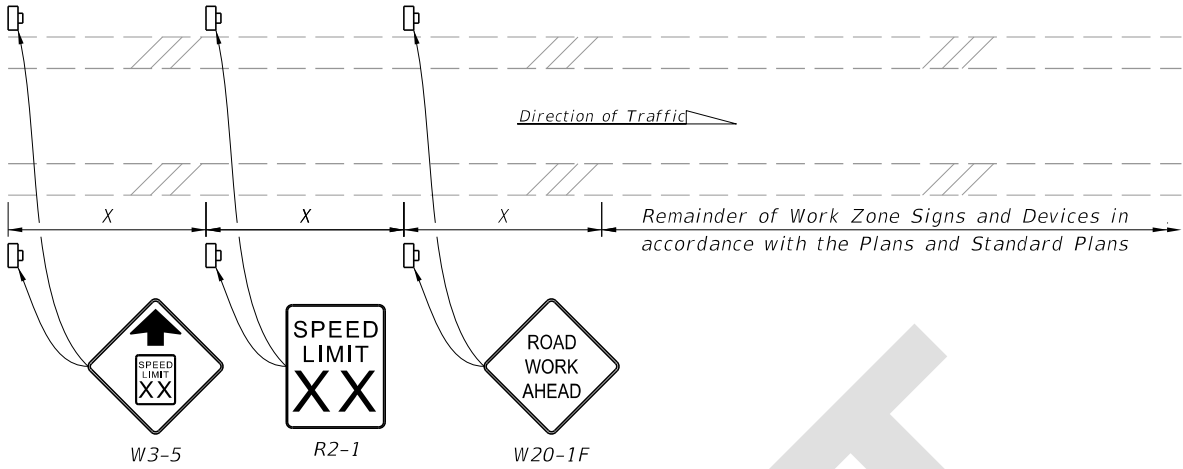 Direction of Traffic
X
X
X
Remainder of Work Zone Signs and Devices in
accordance with the Plans and Standard Plans
SPEED
LIMIT
XX
W3-5
SPEED
LIMIT
XX
R2-1
ROAD
WORK
AHEAD
W20-1F